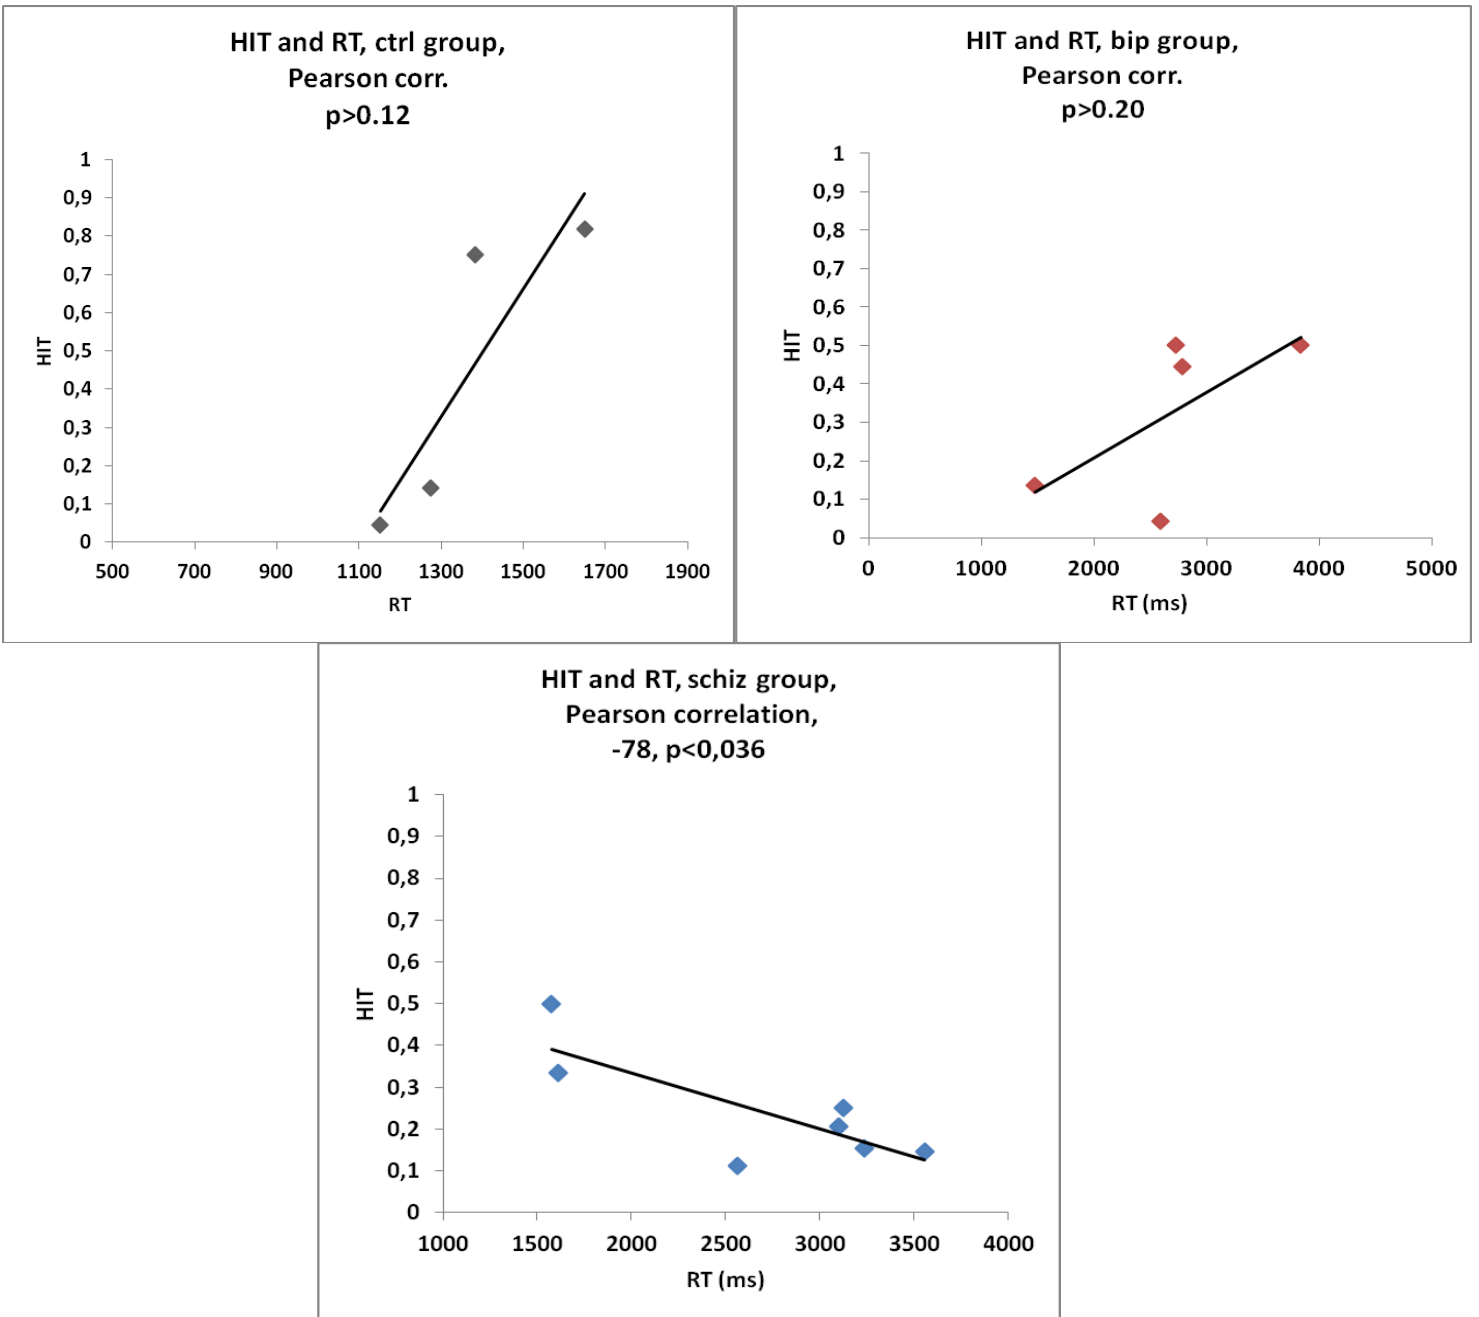 HIT and RT, ctrl group,
Pearson corr.
p>0.12
1
0,9
0,8
0,7
0,6
0,5
0,4
0,3
0,2
0,1
0
HIT
500 700 900 1100 1300 1500 1700 1900
RT
HIT and RT, bip group,
Pearson corr.
p>0.20
1
0,9
0,8
0,7
0,6
0,5
0,4
0,3
0,2
0,1
0
HIT
0 1000 2000 3000 4000 5000
RT (ms)
HIT and RT, schiz group,
Pearson correlation,
-78, p<0,036
1
0,9
0,8
0,7
0,6
0,5
0,4
0,3
0,2
0,1
0
HIT
1000 1500 2000 2500 3000 3500 4000
RT (ms)